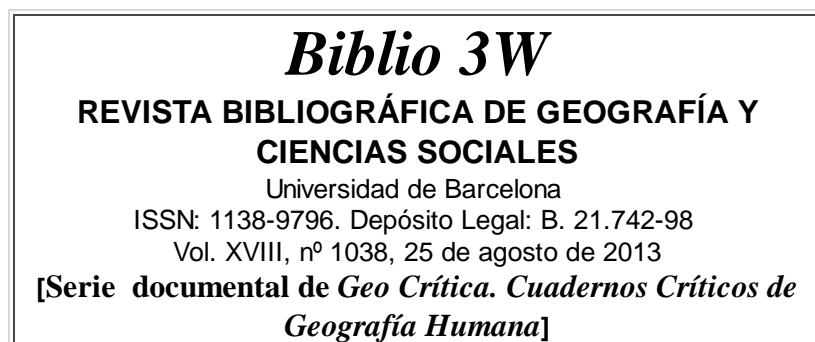 Biblio 3W
REVISTA BIBLIOGRÁFICA DE GEOGRAFÍA Y
CIENCIAS SOCIALES
Universidad de Barcelona
ISSN: 1138-9796. Depósito Legal: B. 21.742-98
Vol. XVIII, nº 1038, 25 de agosto de 2013
[Serie documental de Geo Crítica. Cuadernos Críticos de
Geografía Humana]